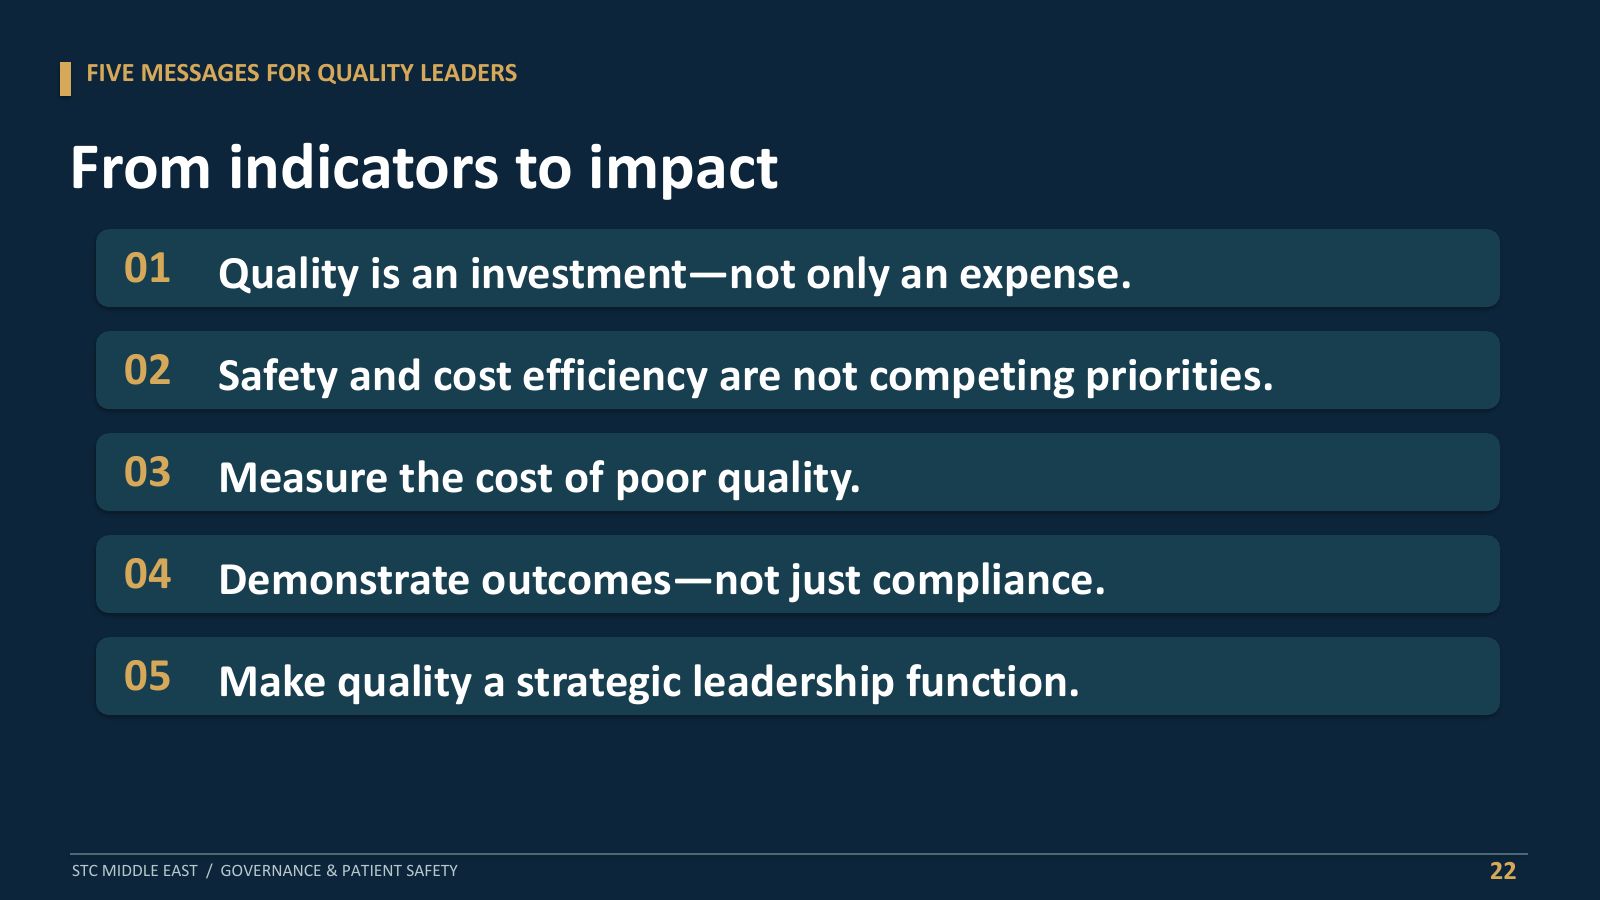 FIVE MESSAGES FOR QUALITY LEADERS
From indicators to impact
01 Quality is an investment—not only an expense.
02 Safety and cost efficiency are not competing priorities.
03 Measure the cost of poor quality.
04 Demonstrate outcomes—not just compliance.
05 Make quality a strategic leadership function.
STC MIDDLE EAST / GOVERNANCE & PATIENT SAFETY 22